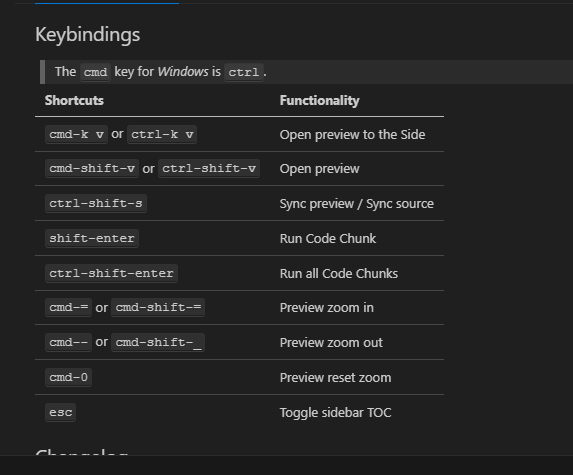 Keybindings
The cmd key for Windows is ctrl.
Shortcuts Functionality
cmd-k v or ctrl-k v Open preview to the Side
cmd-shift-v or ctrl-shift-v Open preview
ctrl-shift-s Sync preview / Sync source
shift-enter Run Code Chunk
ctrl-shift-enter Run all Code Chunks
cmd-= or cmd-shift-= Preview zoom in
cmd-- or cmd-shift-_ Preview zoom out
cmd-0 Preview reset zoom
esc Toggle sidebar TOC
Changelog